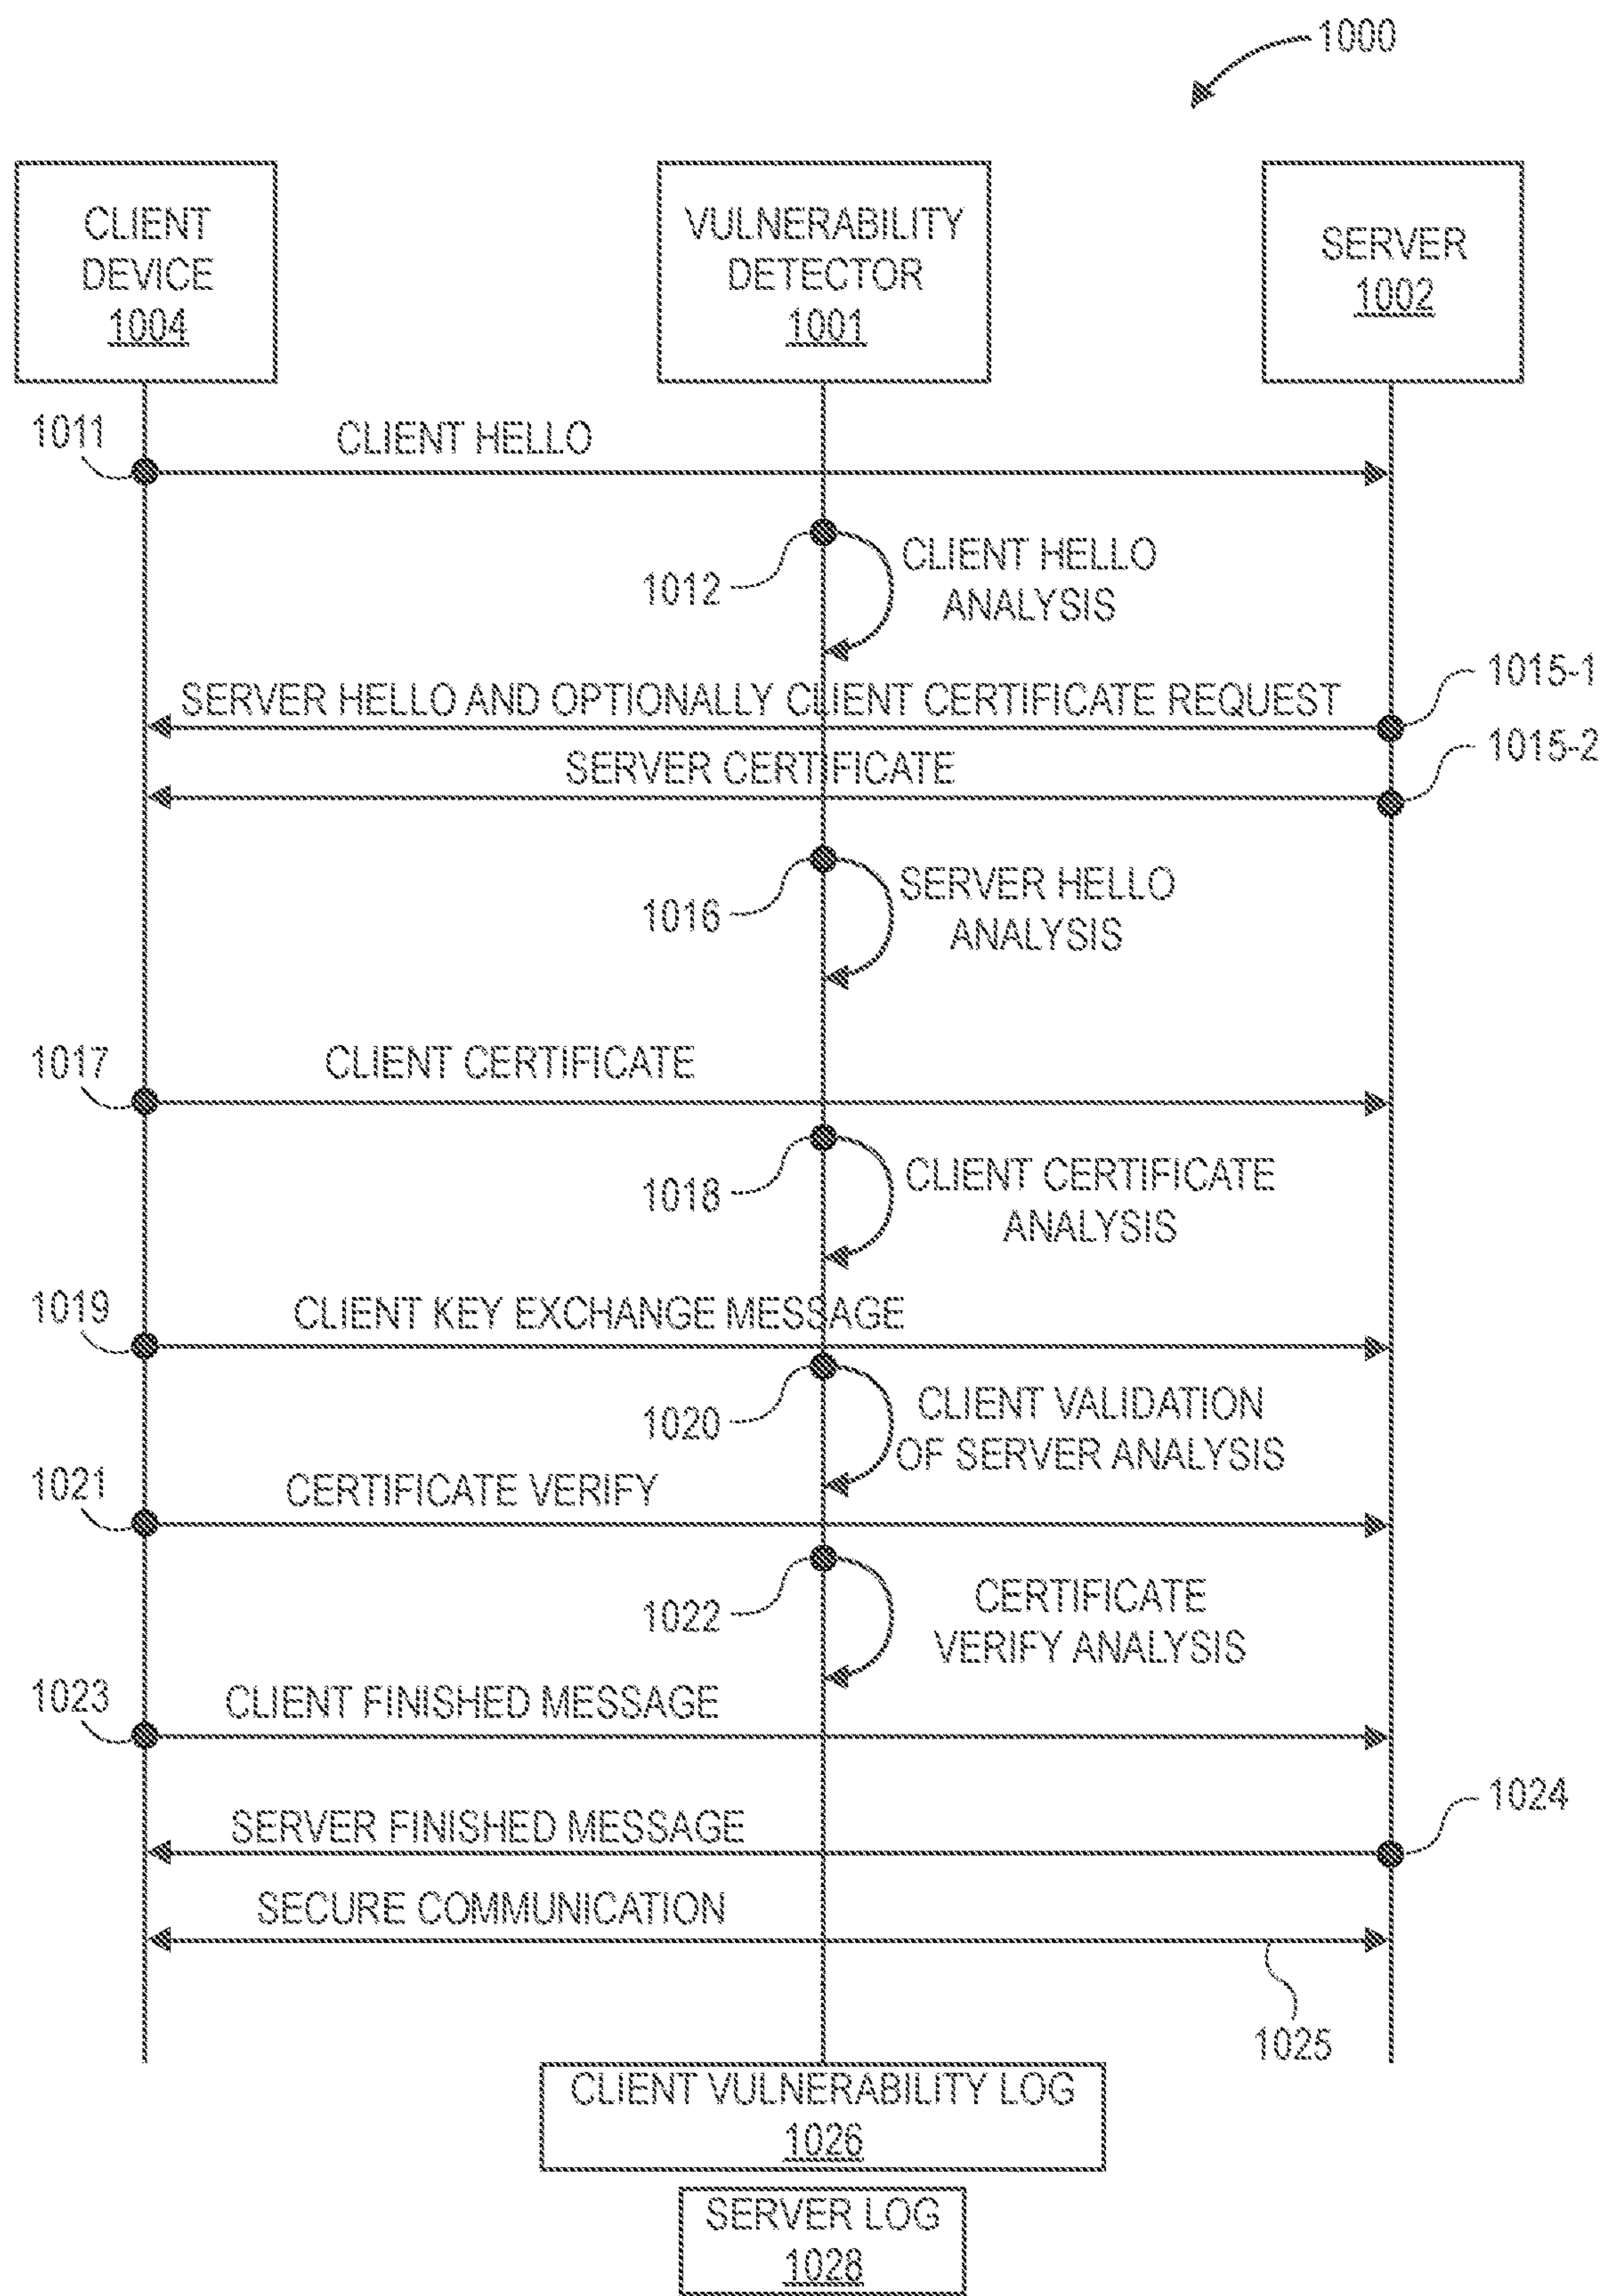 1000
CLIENT
DEVICE
1004
VULNERABILITY
DETECTOR
1001
SERVER
1002
1011
CLIENT HELLO
1012
CLIENT HELLO
ANALYSIS
SERVER HELLO AND OPTIONALLY CLIENT CERTIFICATE REQUEST
1015-1
SERVER CERTIFICATE
1015-2
1016
SERVER HELLO
ANALYSIS
1017
CLIENT CERTIFICATE
1018
CLIENT CERTIFICATE
ANALYSIS
1019
CLIENT KEY EXCHANGE MESSAGE
1020
CLIENT VALIDATION
OF SERVER ANALYSIS
1021
CERTIFICATE VERIFY
1022
CERTIFICATE
VERIFY ANALYSIS
1023
CLIENT FINISHED MESSAGE
1024
SERVER FINISHED MESSAGE
SECURE COMMUNICATION
1025
CLIENT VULNERABILITY LOG
1026
SERVER LOG
1028